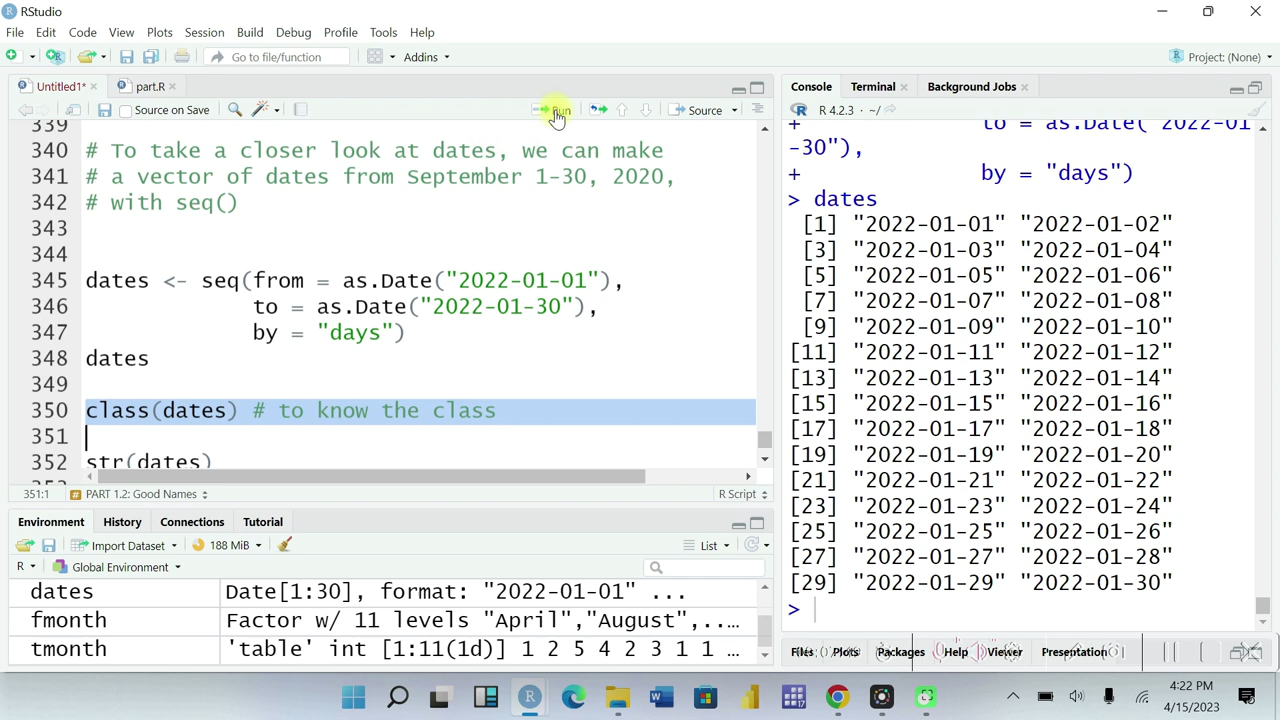 RStudio
File Edit Code View Plots Session Build Debug Profile Tools Help
Go to file/function Addins Project: (None)
Untitled1* part.R
Source on Save Run Source
339
340 # To take a closer look at dates, we can make
341 # a vector of dates from September 1-30, 2020,
342 # with seq()
343
344
345 dates <- seq(from = as.Date("2022-01-01"),
346 to = as.Date("2022-01-30"),
347 by = "days")
348 dates
349
350 class(dates) # to know the class
351
352 str(dates)
351:1 # PART 1.2: Good Names R Script
Environment History Connections Tutorial
Import Dataset 188 MiB List
R Global Environment
dates Date[1:30], format: "2022-01-01" ...
fmonth Factor w/ 11 levels "April","August",..…
tmonth 'table' int [1:11(1d)] 1 2 5 4 2 3 1 1 …
Console Terminal Background Jobs
R 4.2.3 · ~/
+ to = as.Date("2022-01
-30"),
+ by = "days")
> dates
[1] "2022-01-01" "2022-01-02"
[3] "2022-01-03" "2022-01-04"
[5] "2022-01-05" "2022-01-06"
[7] "2022-01-07" "2022-01-08"
[9] "2022-01-09" "2022-01-10"
[11] "2022-01-11" "2022-01-12"
[13] "2022-01-13" "2022-01-14"
[15] "2022-01-15" "2022-01-16"
[17] "2022-01-17" "2022-01-18"
[19] "2022-01-19" "2022-01-20"
[21] "2022-01-21" "2022-01-22"
[23] "2022-01-23" "2022-01-24"
[25] "2022-01-25" "2022-01-26"
[27] "2022-01-27" "2022-01-28"
[29] "2022-01-29" "2022-01-30"
>
Files Plots Packages Help Viewer Presentation
4:22 PM
4/15/2023